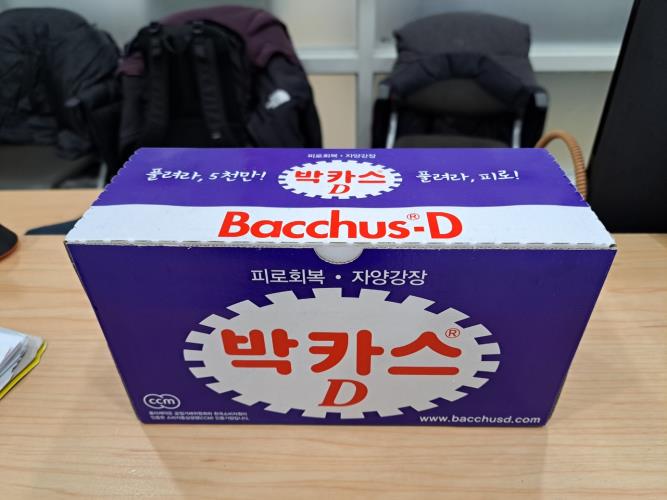 피로회복 · 자양강장
풀려라, 5천만!
박카스
D
풀려라, 피로!
Bacchus®-D
피로회복 · 자양강장
박카스®
D
ccm
www.bacchusd.com